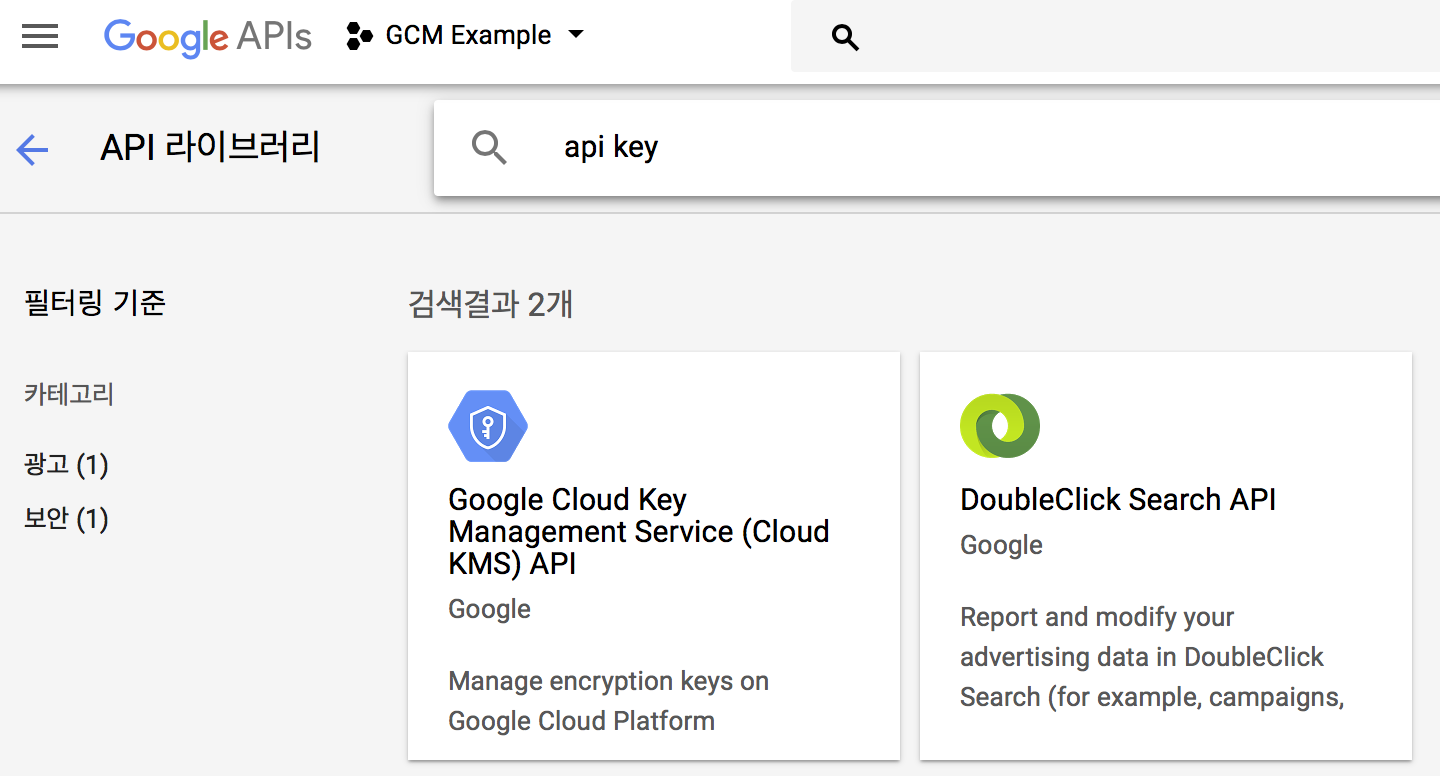 Google APIs GCM Example
API 라이브러리 api key
필터링 기준
카테고리
광고 (1)
보안 (1)
검색결과 2개
Google Cloud Key
Management Service (Cloud
KMS) API
Google
Manage encryption keys on
Google Cloud Platform
DoubleClick Search API
Google
Report and modify your
advertising data in DoubleClick
Search (for example, campaigns,